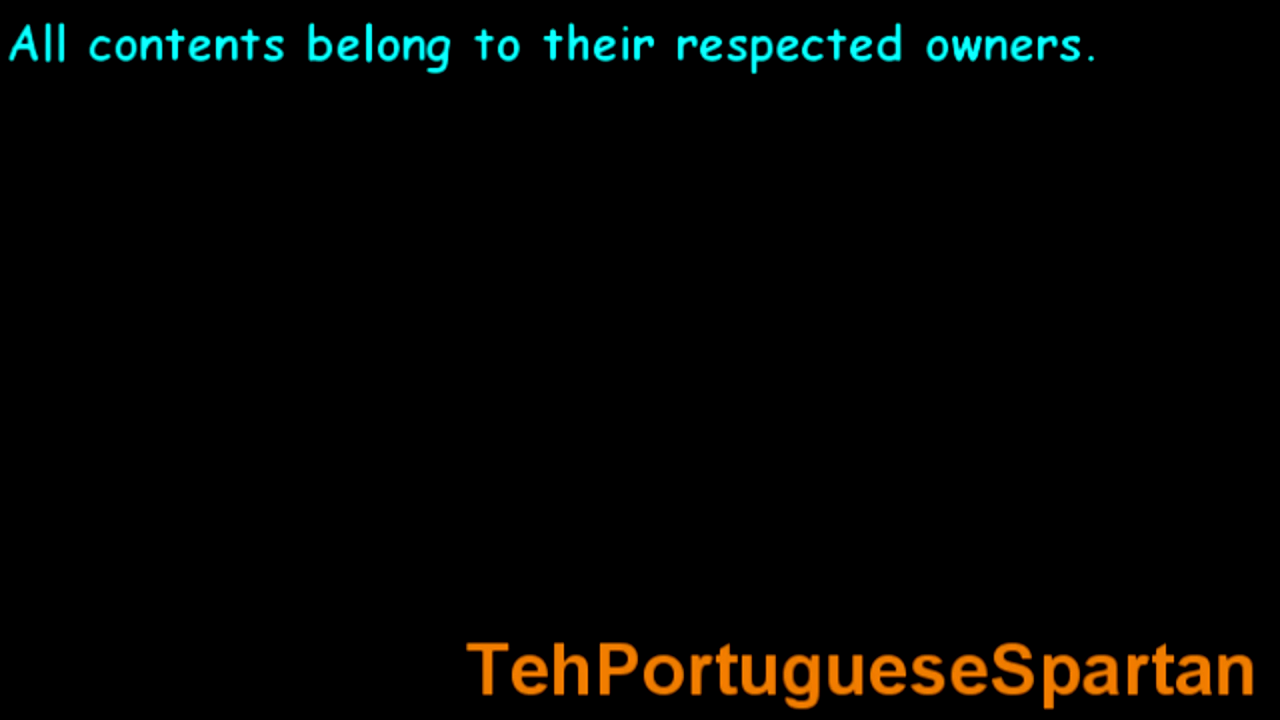 All contents belong to their respected owners.
TehPortugueseSpartan